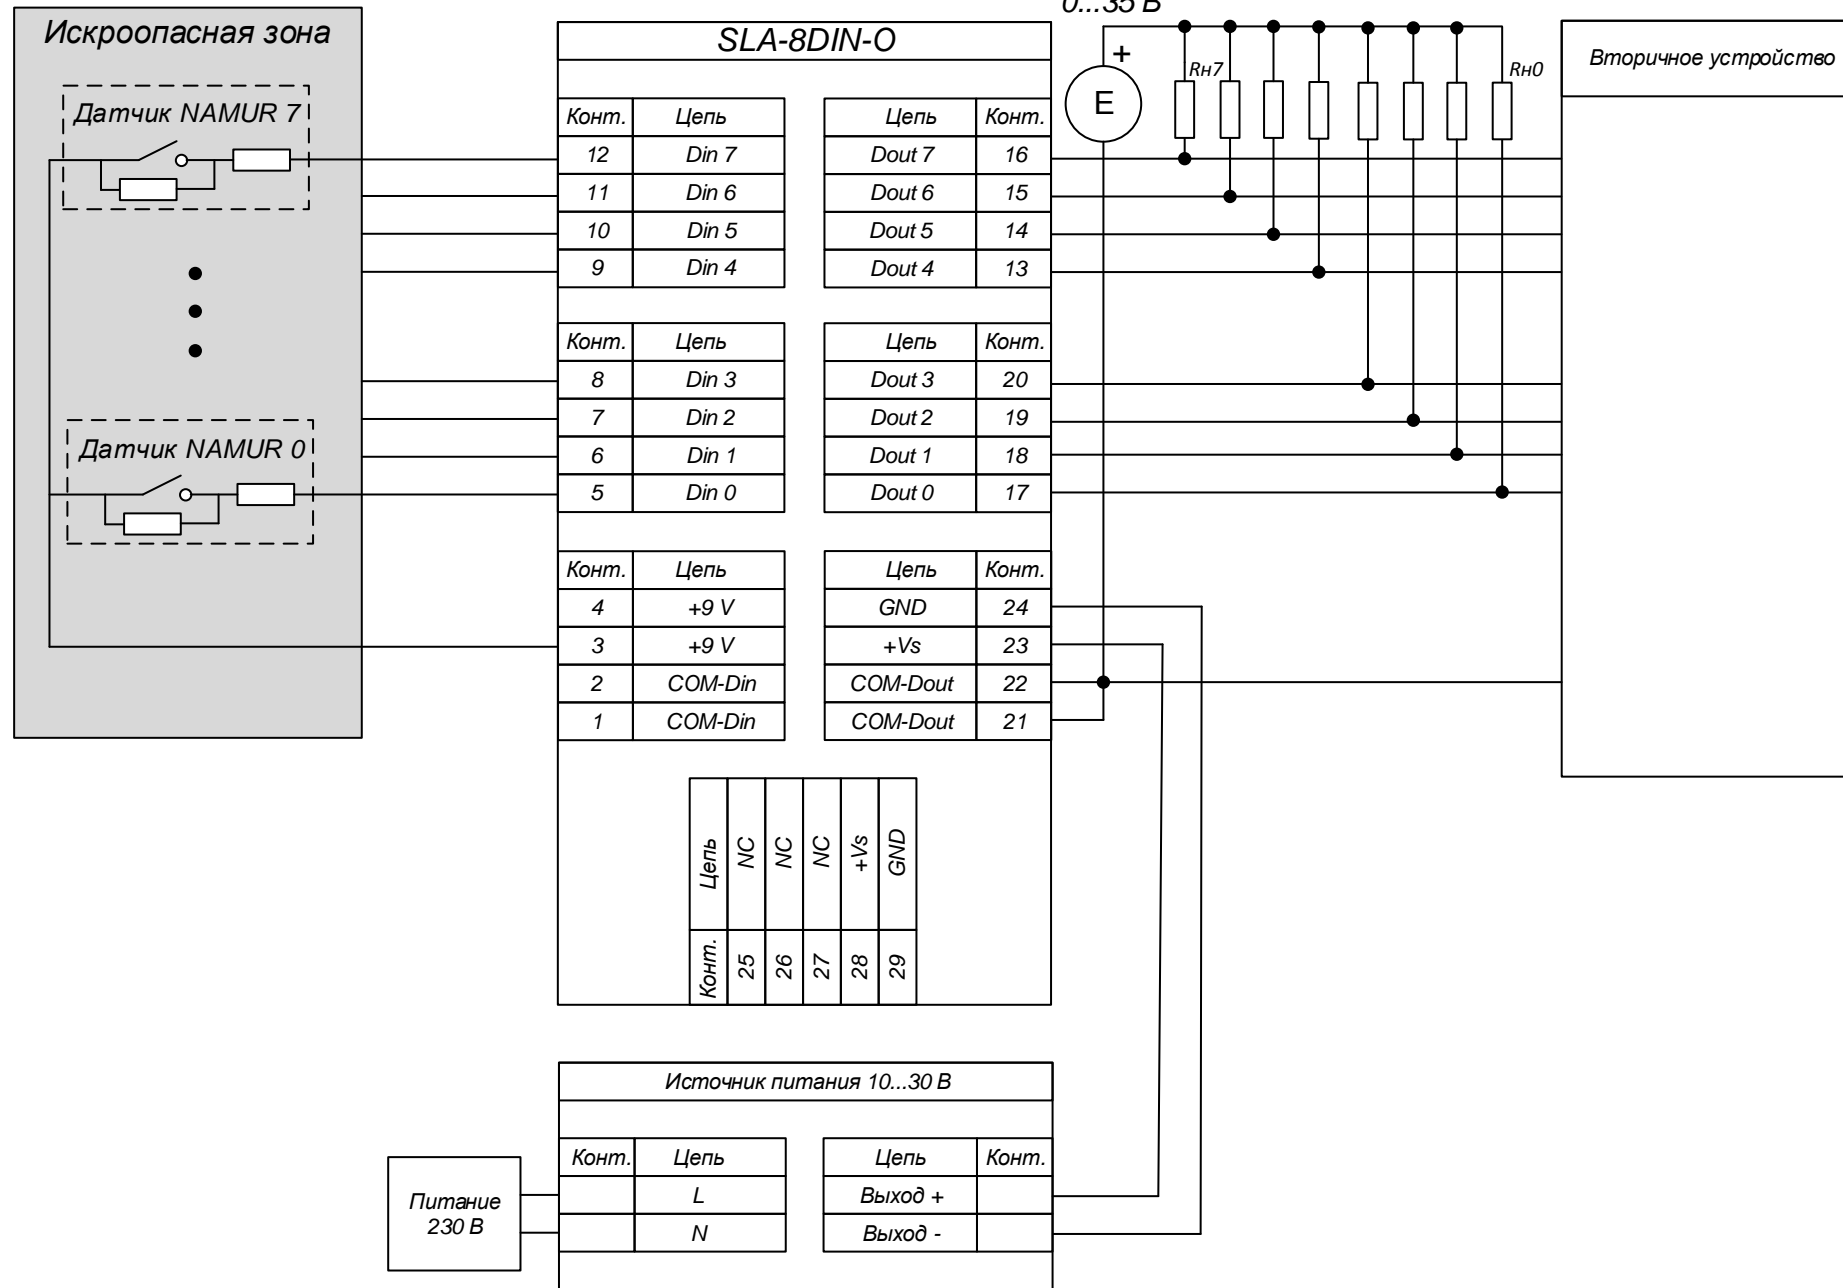 0...35 В
Искроопасная зона
SLA-8DIN-O
Вторичное устройство
+
E
Rн7
Rн0
Датчик NAMUR 7
Конт. Цепь Цепь Конт.
12 Din 7 Dout 7 16
11 Din 6 Dout 6 15
10 Din 5 Dout 5 14
9 Din 4 Dout 4 13
Конт. Цепь Цепь Конт.
8 Din 3 Dout 3 20
7 Din 2 Dout 2 19
Датчик NAMUR 0
6 Din 1 Dout 1 18
5 Din 0 Dout 0 17
Конт. Цепь Цепь Конт.
4 +9 V GND 24
3 +9 V +Vs 23
2 COM-Din COM-Dout 22
1 COM-Din COM-Dout 21
Цепь NC NC NC +Vs GND
Конт. 25 26 27 28 29
Источник питания 10...30 В
Конт. Цепь Цепь Конт.
L Выход +
N Выход -
Питание
230 В